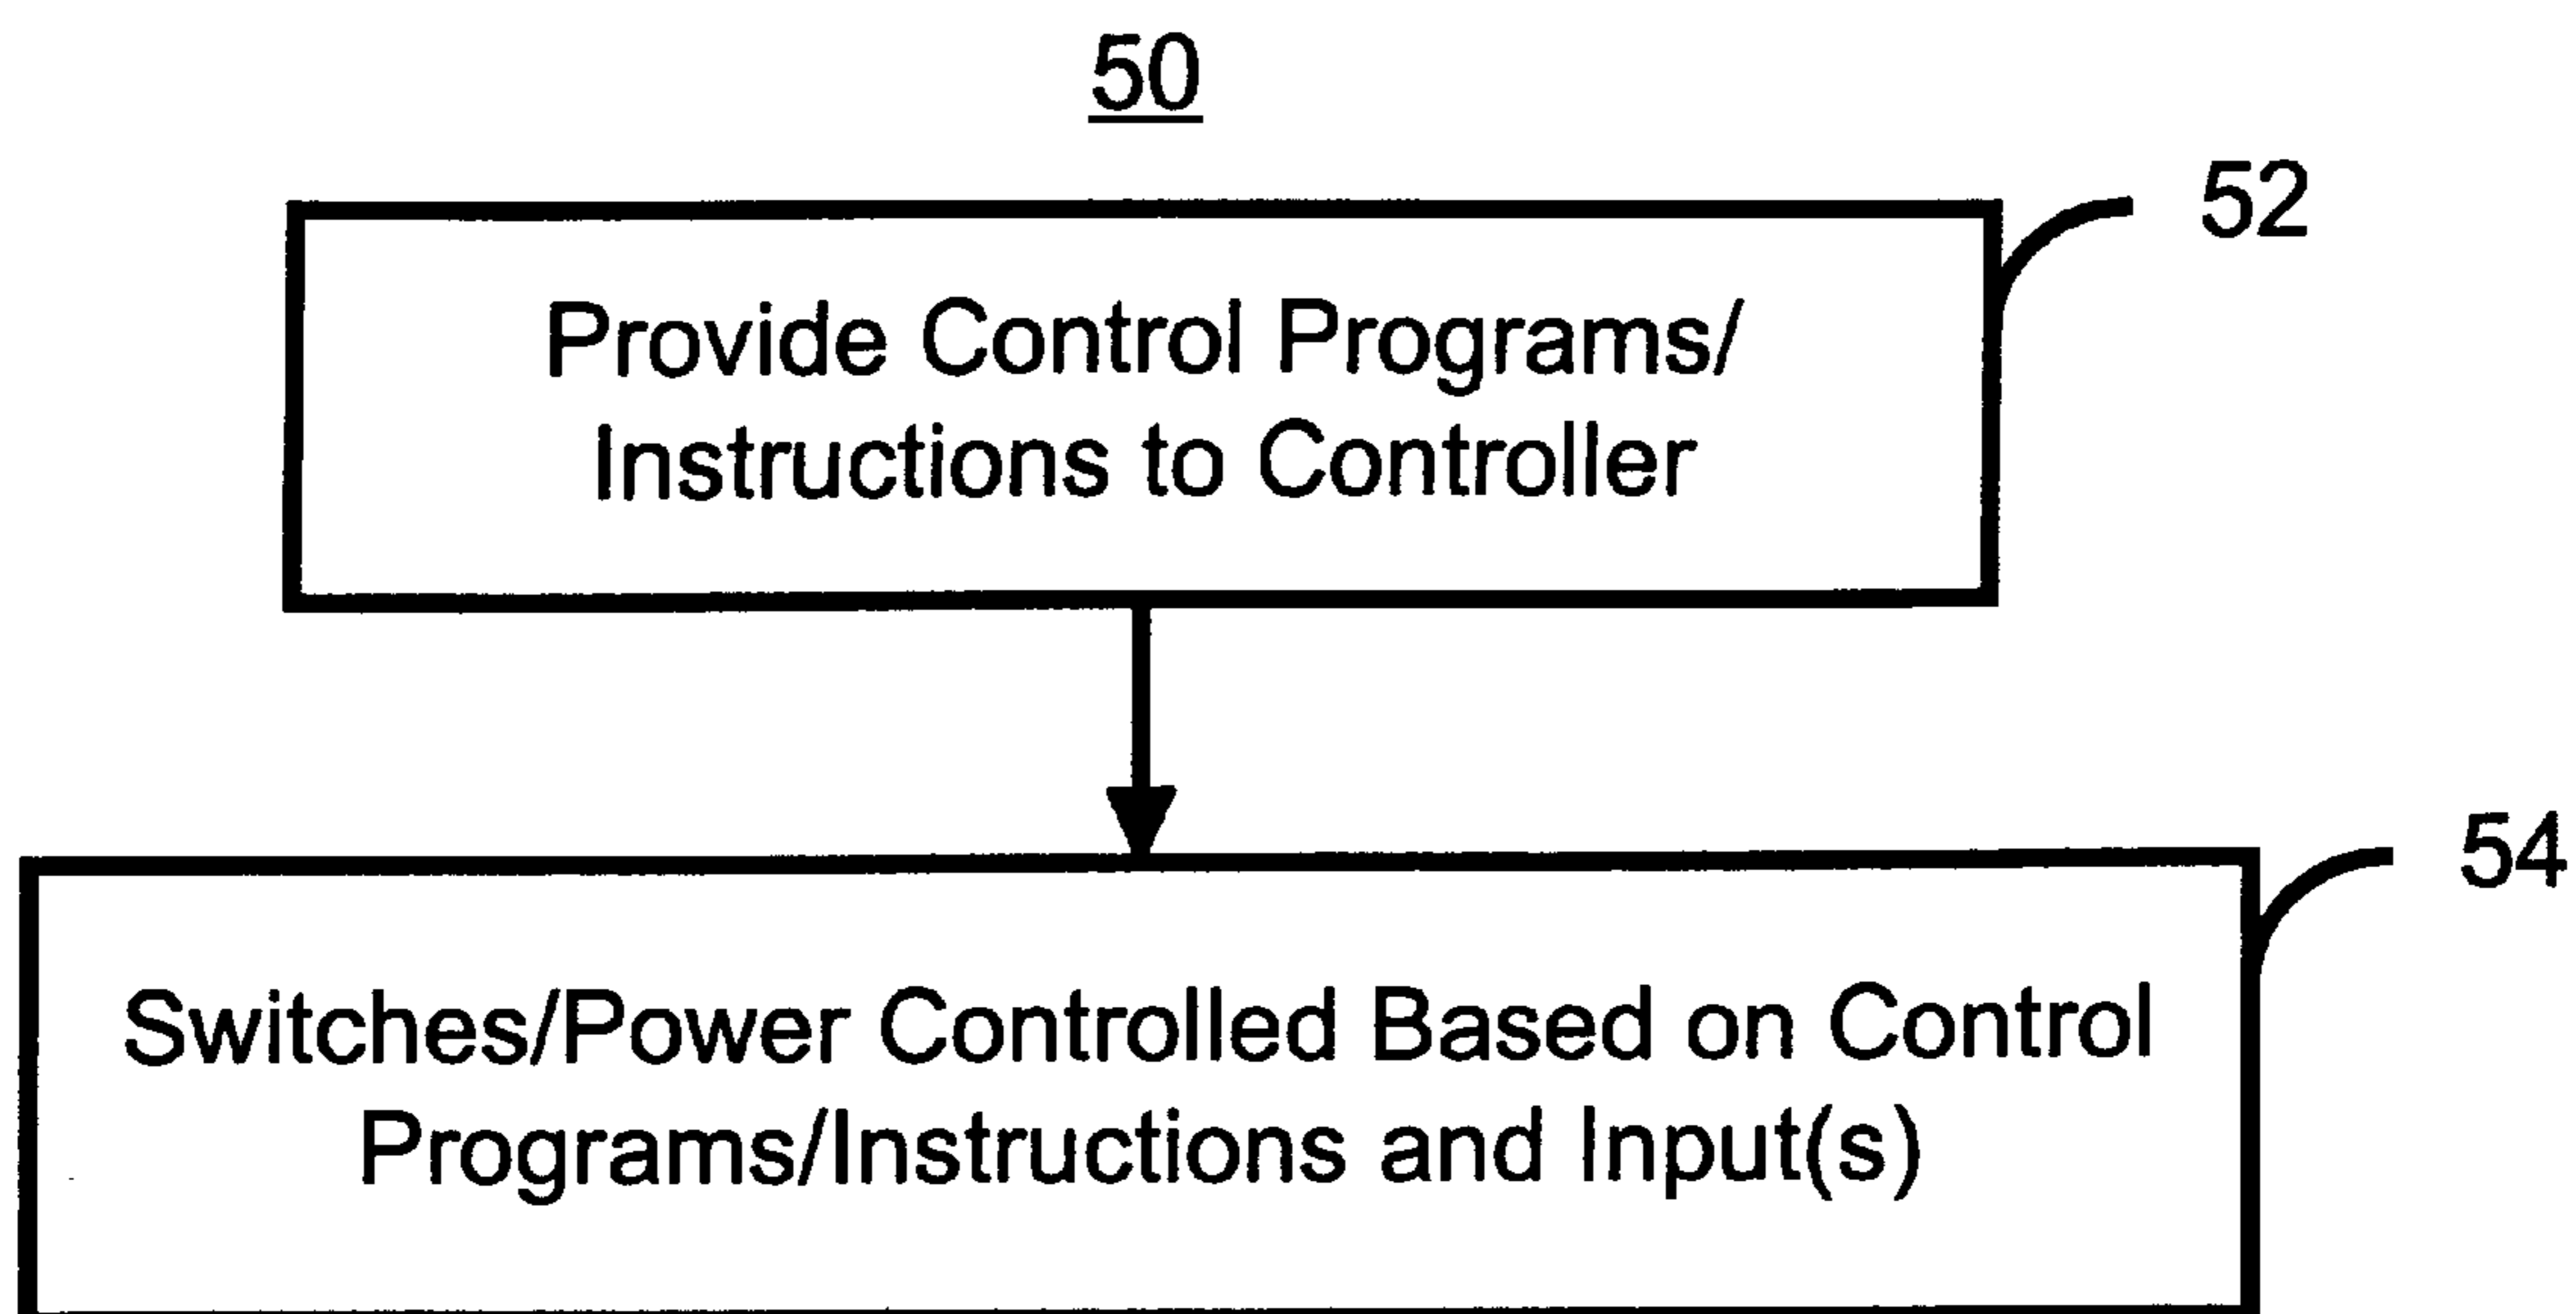 50
52
Provide Control Programs/
Instructions to Controller
54
Switches/Power Controlled Based on Control
Programs/Instructions and Input(s)